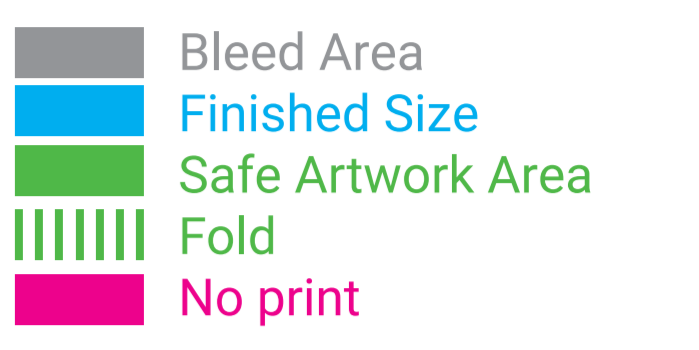 Bleed Area
Finished Size
Safe Artwork Area
Fold
No print